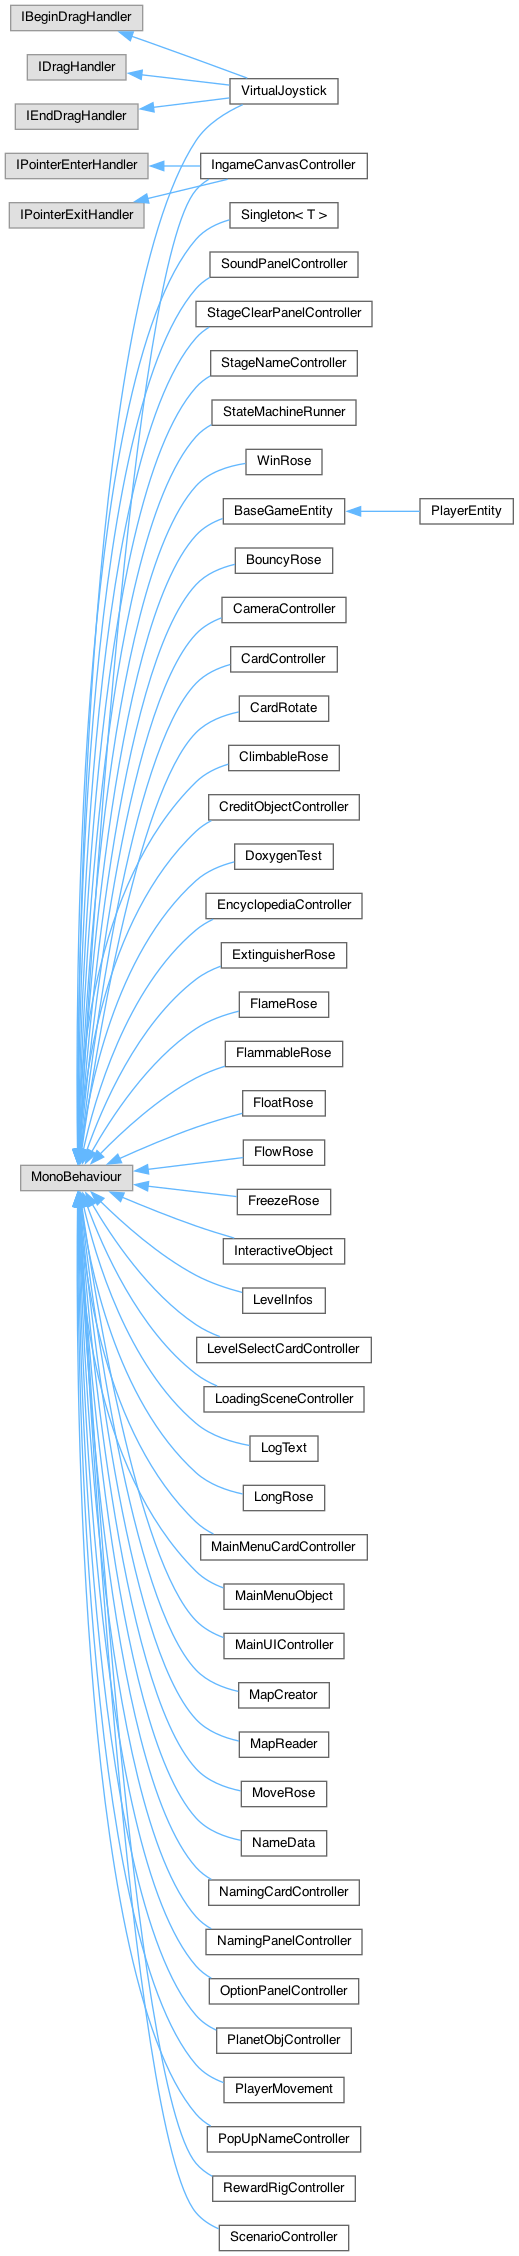 IBeginDragHandler
IDragHandler
VirtualJoystick
IEndDragHandler
IPointerEnterHandler
IngameCanvasController
IPointerExitHandler
Singleton< T >
SoundPanelController
StageClearPanelController
StageNameController
StateMachineRunner
WinRose
BaseGameEntity
PlayerEntity
BouncyRose
CameraController
CardController
CardRotate
ClimbableRose
CreditObjectController
DoxygenTest
EncyclopediaController
ExtinguisherRose
FlameRose
FlammableRose
FloatRose
FlowRose
MonoBehaviour
FreezeRose
InteractiveObject
LevelInfos
LevelSelectCardController
LoadingSceneController
LogText
LongRose
MainMenuCardController
MainMenuObject
MainUIController
MapCreator
MapReader
MoveRose
NameData
NamingCardController
NamingPanelController
OptionPanelController
PlanetObjController
PlayerMovement
PopUpNameController
RewardRigController
ScenarioController